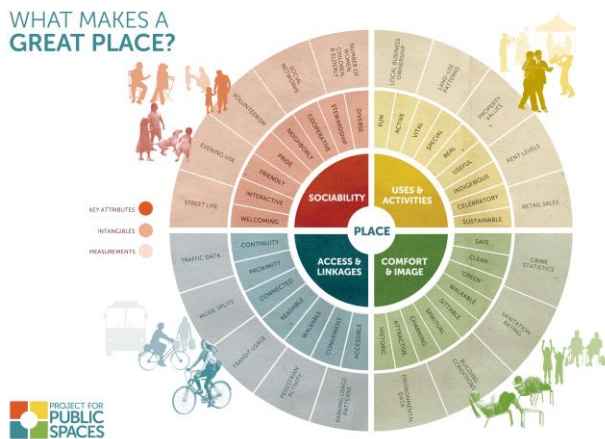 WHAT MAKES A
GREAT PLACE?
KEY ATTRIBUTES
INTANGIBLES
MEASUREMENTS
PLACE
SOCIABILITY
USES &
ACTIVITIES
ACCESS &
LINKAGES
COMFORT
& IMAGE
DIVERSE
STEWARDSHIP
COOPERATIVE
NEIGHBORLY
PRIDE
FRIENDLY
INTERACTIVE
WELCOMING
NUMBER OF
WOMEN,
CHILDREN
& ELDERLY
SOCIAL
NETWORKS
VOLUNTEERISM
EVENING USE
STREET LIFE
FUN
ACTIVE
VITAL
SPECIAL
REAL
USEFUL
INDIGENOUS
CELEBRATORY
SUSTAINABLE
LOCAL BUSINESS
OWNERSHIP
LAND-USE
PATTERNS
PROPERTY
VALUES
RENT LEVELS
RETAIL SALES
SAFE
CLEAN
"GREEN"
WALKABLE
SITTABLE
SPIRITUAL
CHARMING
ATTRACTIVE
HISTORIC
CRIME
STATISTICS
SANITATION
RATING
BUILDING
CONDITIONS
ENVIRONMENTAL
DATA
CONTINUITY
PROXIMITY
CONNECTED
READABLE
WALKABLE
CONVENIENT
ACCESSIBLE
TRAFFIC DATA
MORE SPLITS
TRANSIT USAGE
PEDESTRIAN
ACTIVITY
PARKING USAGE
PATTERNS
PROJECT FOR
PUBLIC
SPACES